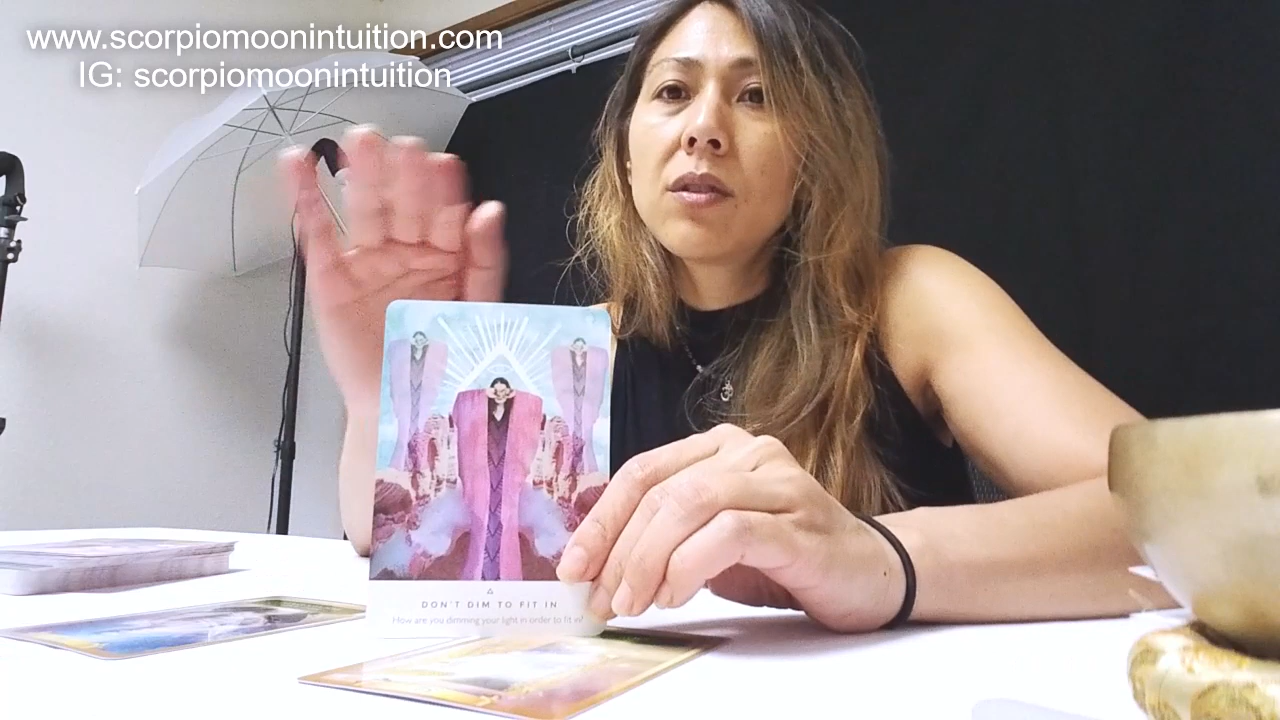 www.scorpiomoonintuition.com
IG: scorpiomoonintuition
DON'T DIM TO FIT IN
How are you dimming your light in order to fit in?